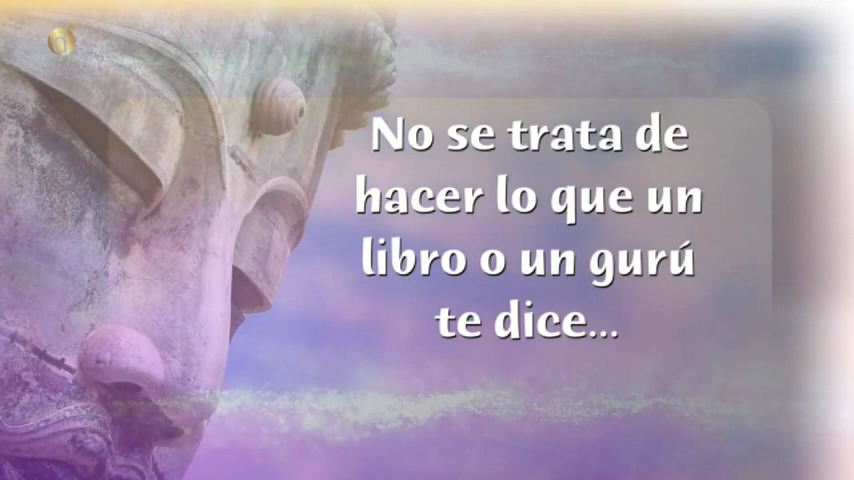 No se trata de
hacer lo que un
libro o un gurú
te dice...